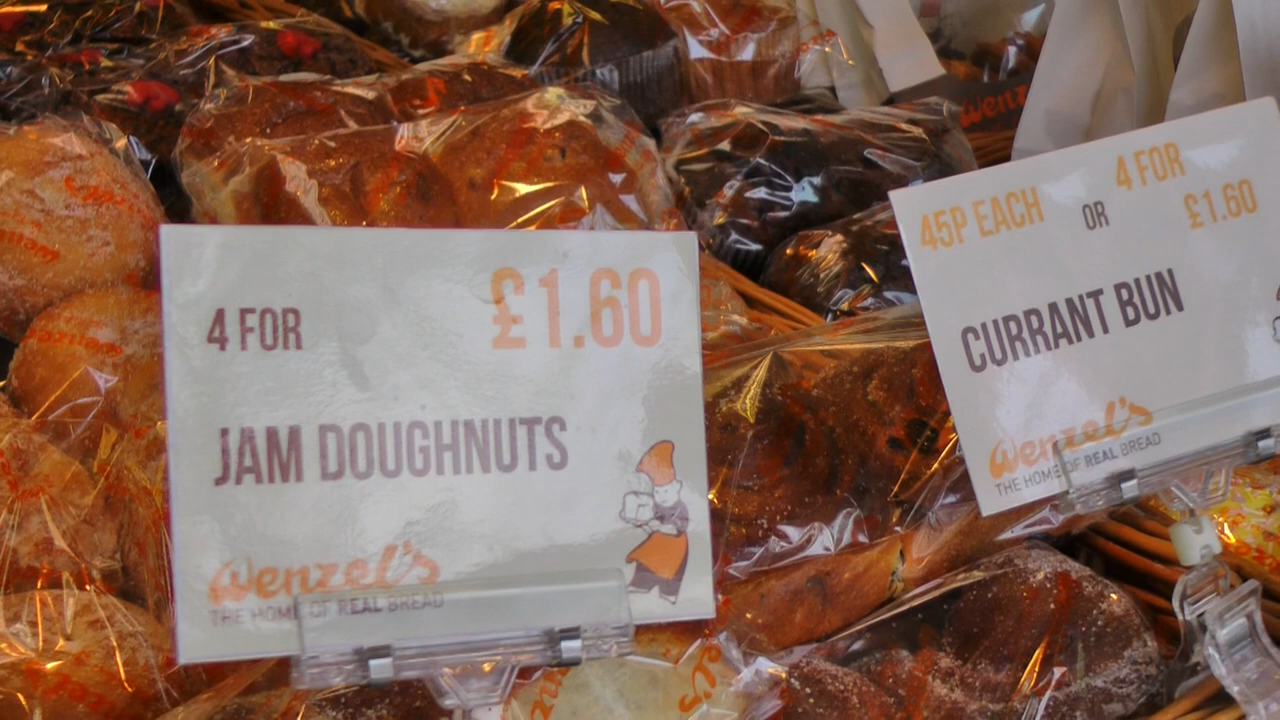 4 FOR £1.60
JAM DOUGHNUTS
Wenzel's
THE HOME OF REAL BREAD
45P EACH OR 4 FOR £1.60
CURRANT BUN
Wenzel's
THE HOME OF REAL BREAD
wenz